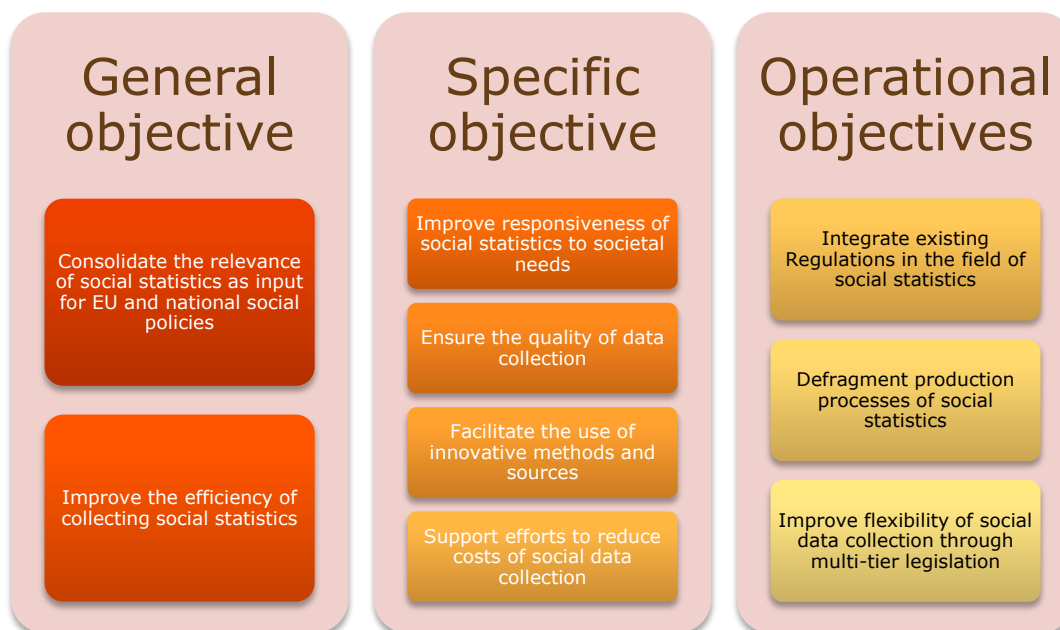 General
objective
Consolidate the relevance
of social statistics as input
for EU and national social
policies
Improve the efficiency of
collecting social statistics
Specific
objective
Improve responsiveness of
social statistics to societal
needs
Ensure the quality of data
collection
Facilitate the use of
innovative methods and
sources
Support efforts to reduce
costs of social data
collection
Operational
objectives
Integrate existing
Regulations in the field of
social statistics
Defragment production
processes of social
statistics
Improve flexibility of social
data collection through
multi-tier legislation